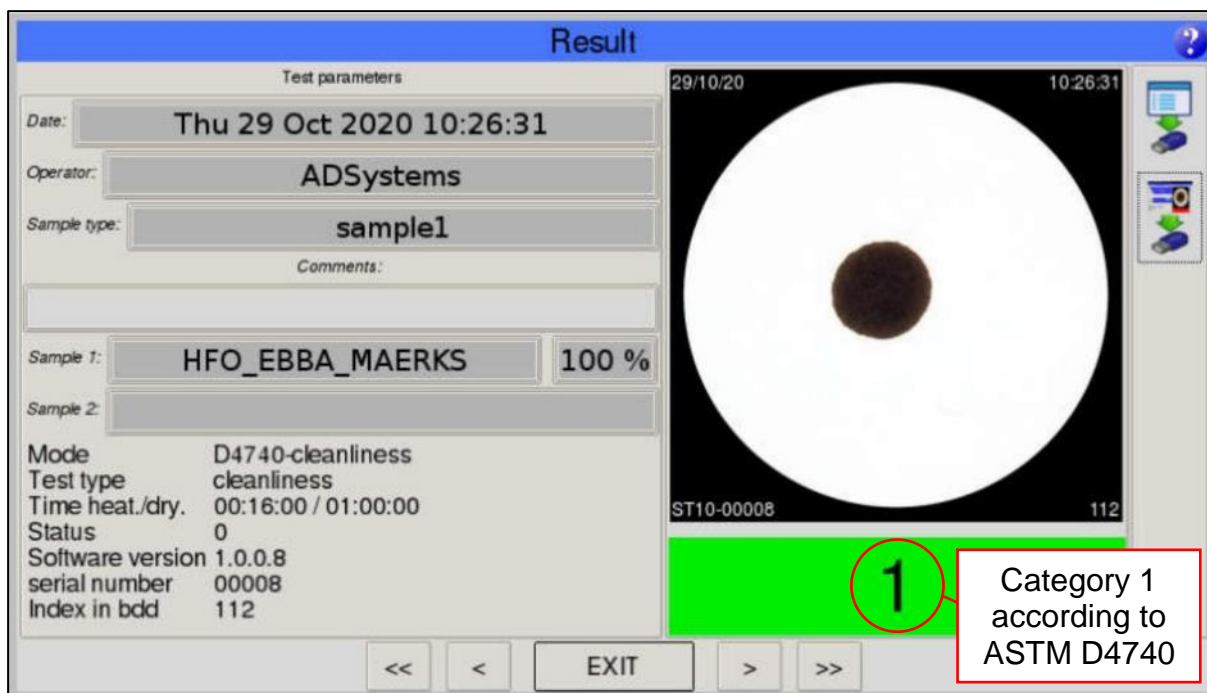 Result
?
Test parameters
Date: Thu 29 Oct 2020 10:26:31
Operator: ADSystems
Sample type: sample1
Comments:
Sample 1: HFO_EBBA_MAERKS 100 %
Sample 2:
Mode D4740-cleanliness
Test type cleanliness
Time heat./dry. 00:16:00 / 01:00:00
Status 0
Software version 1.0.0.8
serial number 00008
Index in bdd 112
29/10/20 10:26:31
ST10-00008 112
1
Category 1
according to
ASTM D4740
<< < EXIT > >>